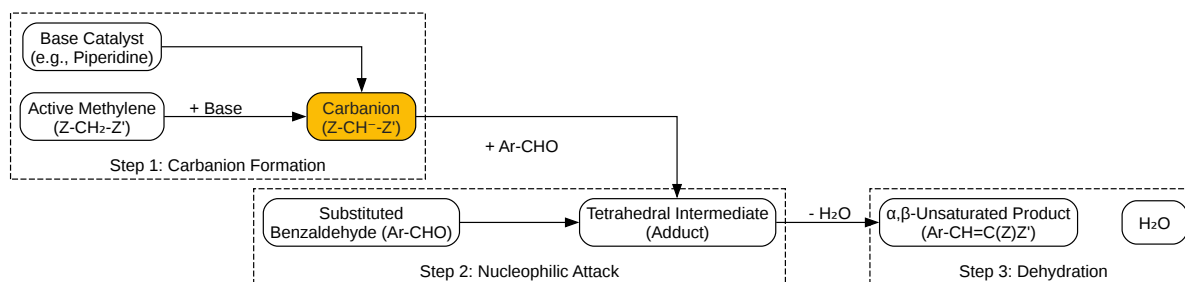 Base Catalyst
(e.g., Piperidine)
Active Methylene
(Z-CH₂-Z')
+ Base
Carbanion
(Z-CH⁻-Z')
Step 1: Carbanion Formation
+ Ar-CHO
Substituted
Benzaldehyde (Ar-CHO)
Tetrahedral Intermediate
(Adduct)
Step 2: Nucleophilic Attack
- H₂O
α,β-Unsaturated Product
(Ar-CH=C(Z)Z')
H₂O
Step 3: Dehydration